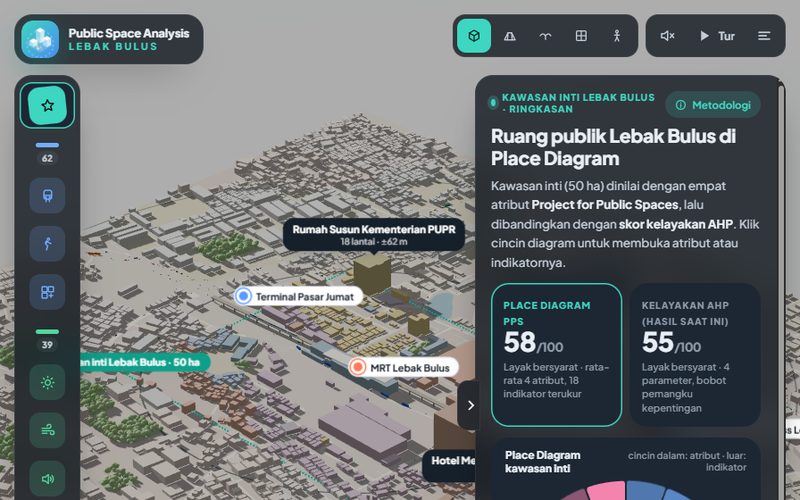 Public Space Analysis
LEBAK BULUS
Tur
62
39
Rumah Susun Kementerian PUPR
18 lantai · ±62 m
Terminal Pasar Jumat
an inti Lebak Bulus · 50 ha
MRT Lebak Bulus
Hotel Me
KAWASAN INTI LEBAK BULUS
· RINGKASAN
Metodologi
Ruang publik Lebak Bulus di
Place Diagram
Kawasan inti (50 ha) dinilai dengan empat
atribut Project for Public Spaces, lalu
dibandingkan dengan skor kelayakan AHP. Klik
cincin diagram untuk membuka atribut atau
indikatornya.
PLACE DIAGRAM
PPS
58/100
Layak bersyarat · rata-
rata 4 atribut, 18
indikator terukur
KELAYAKAN AHP
(HASIL SAAT INI)
55/100
Layak bersyarat · 4
parameter, bobot
pemangku
kepentingan
Place Diagram
kawasan inti
cincin dalam: atribut · luar:
indikator